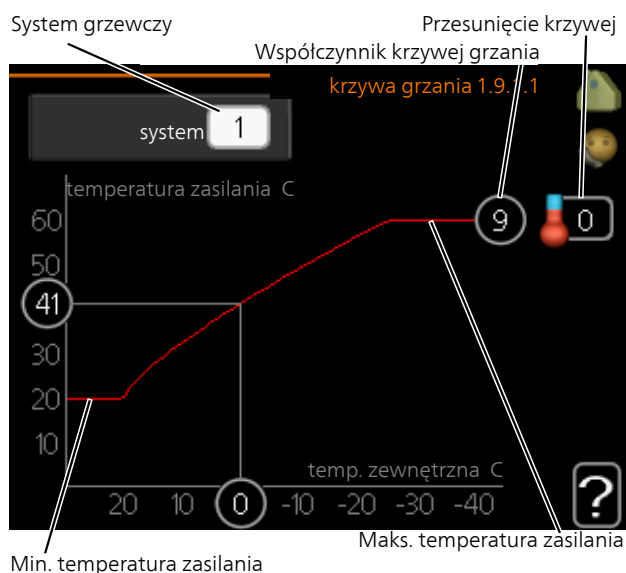 System grzewczy
Przesunięcie krzywej
Współczynnik krzywej grzania
krzywa grzania 1.9.1.1
system 1
temperatura zasilania C
60
9
0
50
41
30
20
10
temp. zewnętrzna C
20 10 0 -10 -20 -30 -40
?
Maks. temperatura zasilania
Min. temperatura zasilania